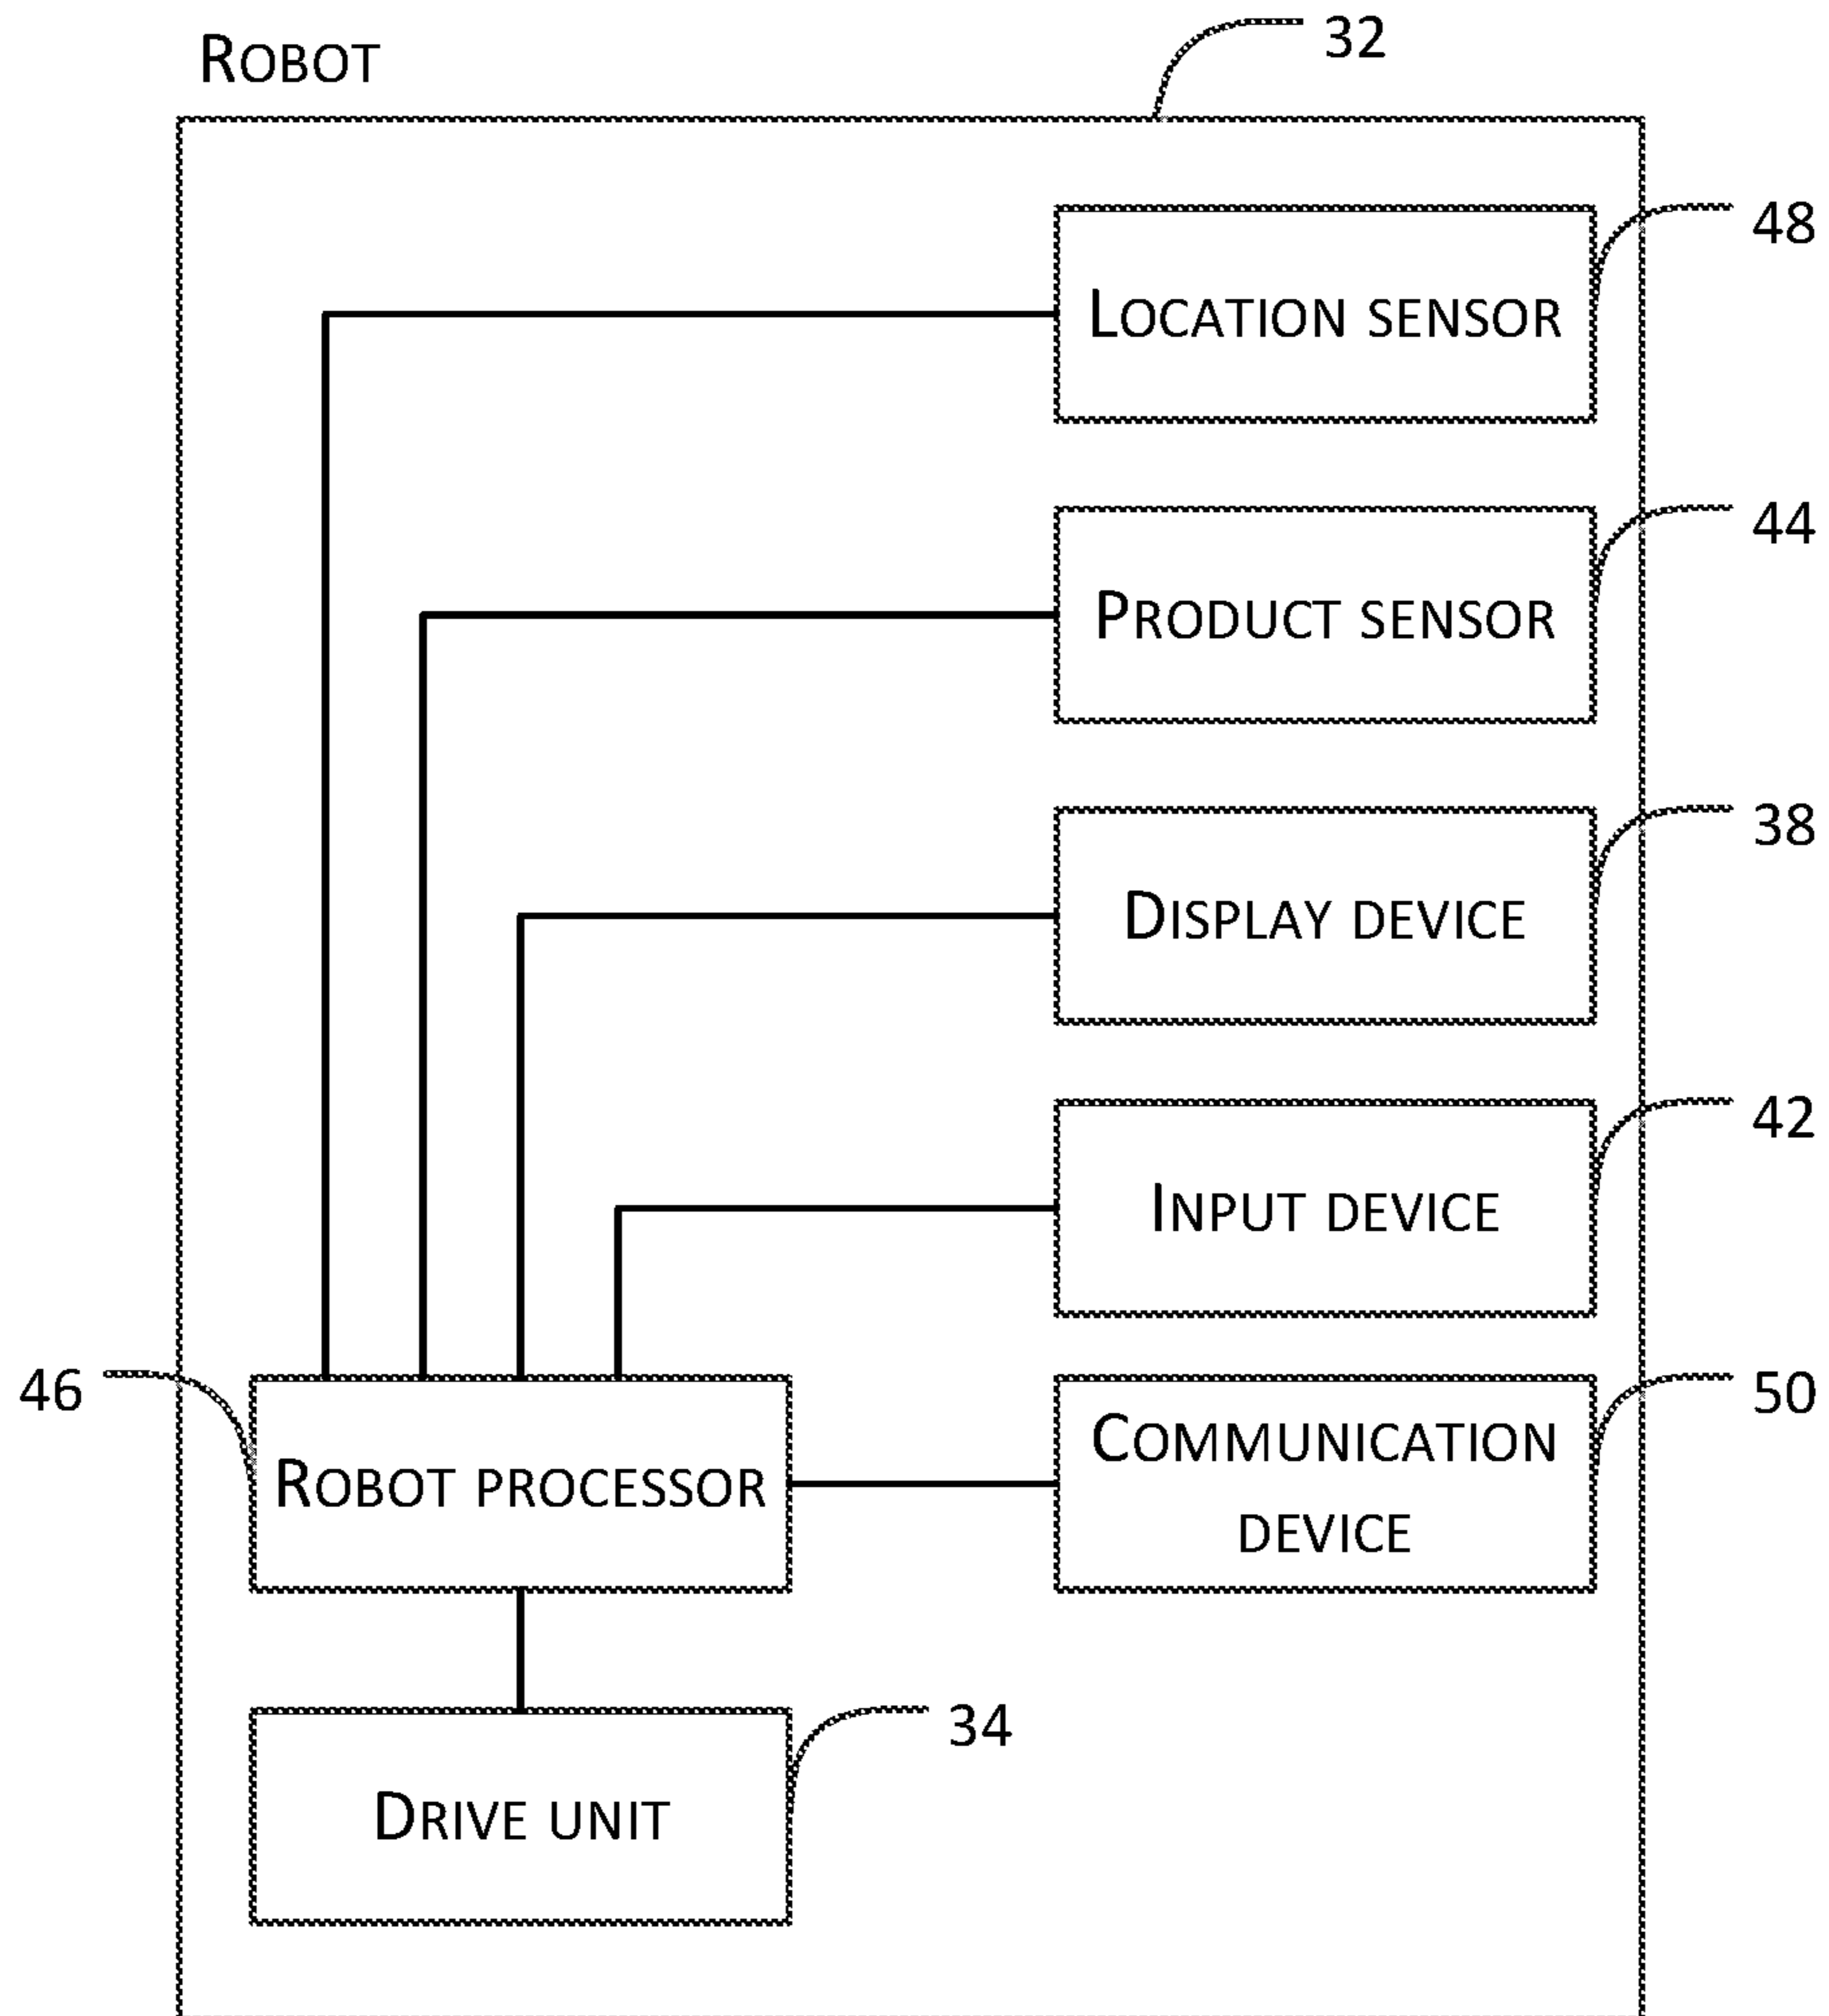 ROBOT
32
48
LOCATION SENSOR
44
PRODUCT SENSOR
38
DISPLAY DEVICE
42
INPUT DEVICE
46
ROBOT PROCESSOR
50
COMMUNICATION
DEVICE
34
DRIVE UNIT